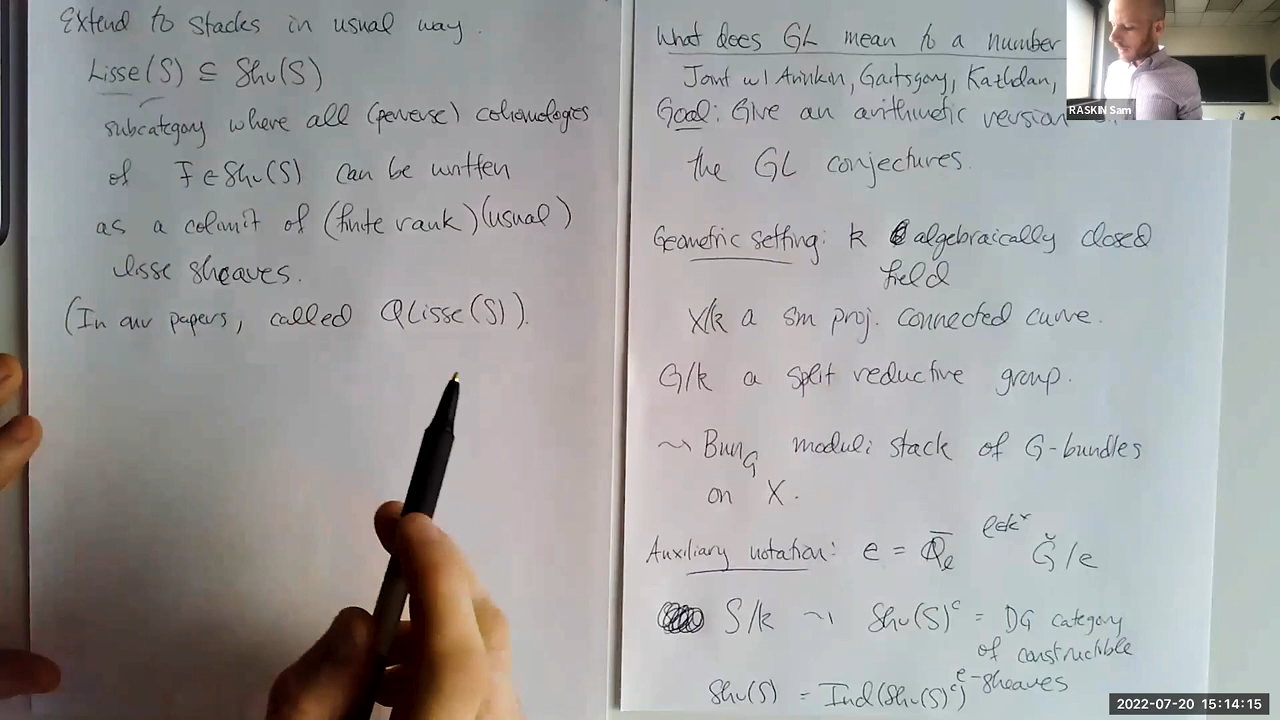 Extend to stacks in usual way.
Lisse(S) ⊆ Shv(S)
subcategory where all (perverse) cohomologies
of F ∈ Shv(S) can be written
as a colimit of (finite rank)(usual)
lisse sheaves.
(In our papers, called QLisse(S)).
What does GL mean to a number
Joint w/ Arinkin, Gaitsgory, Kazhdan,
Goal: Give an arithmetic version
the GL conjectures.
Geometric setting: k algebraically closed
field
X/k a sm proj. connected curve.
G/k a split reductive group.
⇝ Bun_G moduli stack of G-bundles
on X.
Auxiliary notation: e = Q̄_ℓ ℓ∈k^× Ǧ/e
S/k ⇝ Shv(S)^c = DG category
of constructible
e-sheaves
Shv(S) = Ind(Shv(S)^c)
RASKIN Sam
2022-07-20 15:14:15